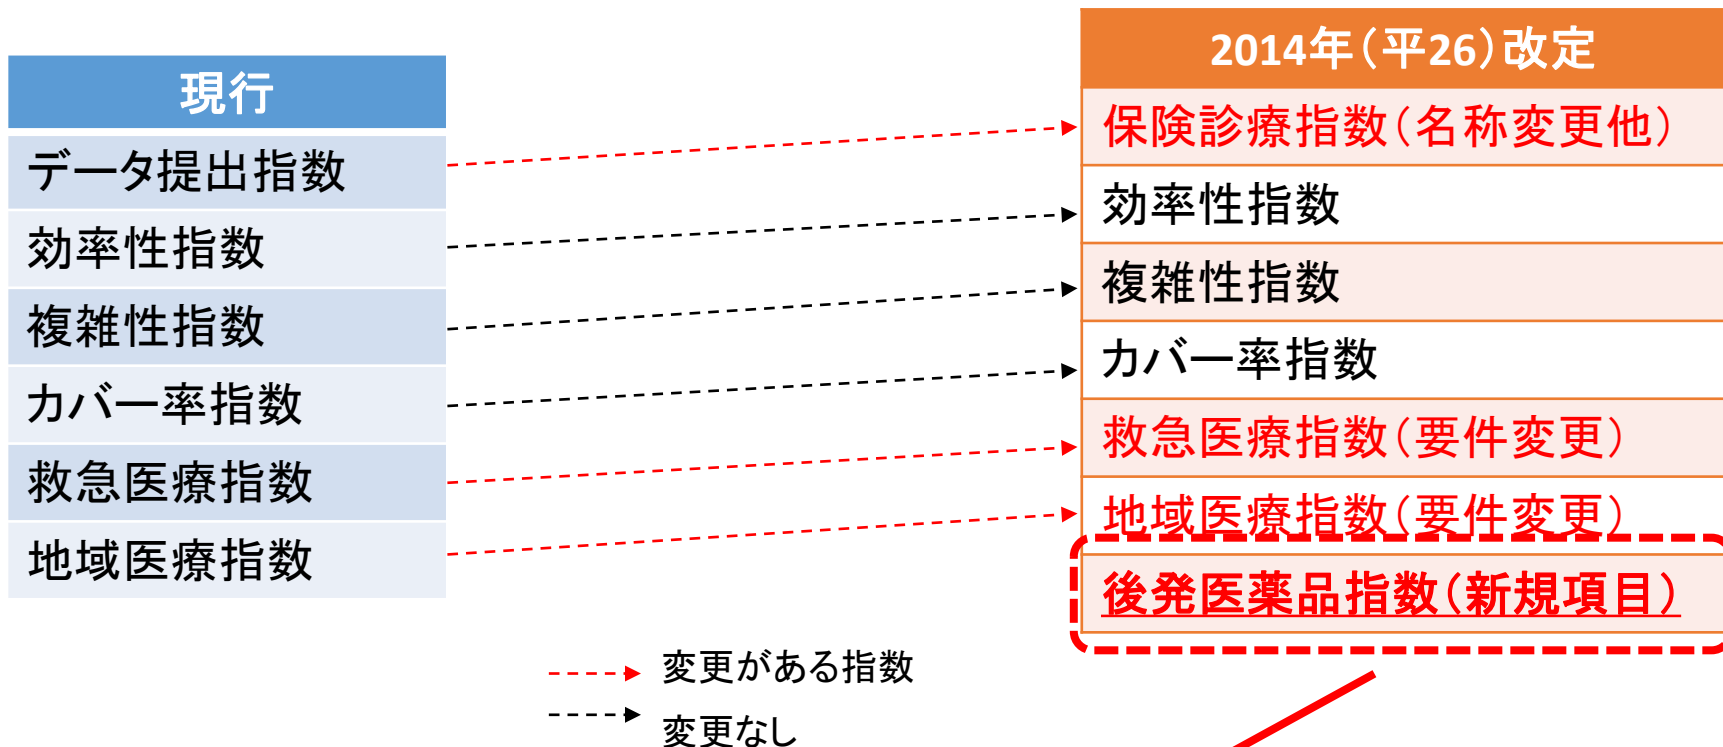 現行
データ提出指数
効率性指数
複雑性指数
カバー率指数
救急医療指数
地域医療指数
2014年（平26）改定
保険診療指数（名称変更他）
効率性指数
複雑性指数
カバー率指数
救急医療指数（要件変更）
地域医療指数（要件変更）
後発医薬品指数（新規項目）
変更がある指数
変更なし